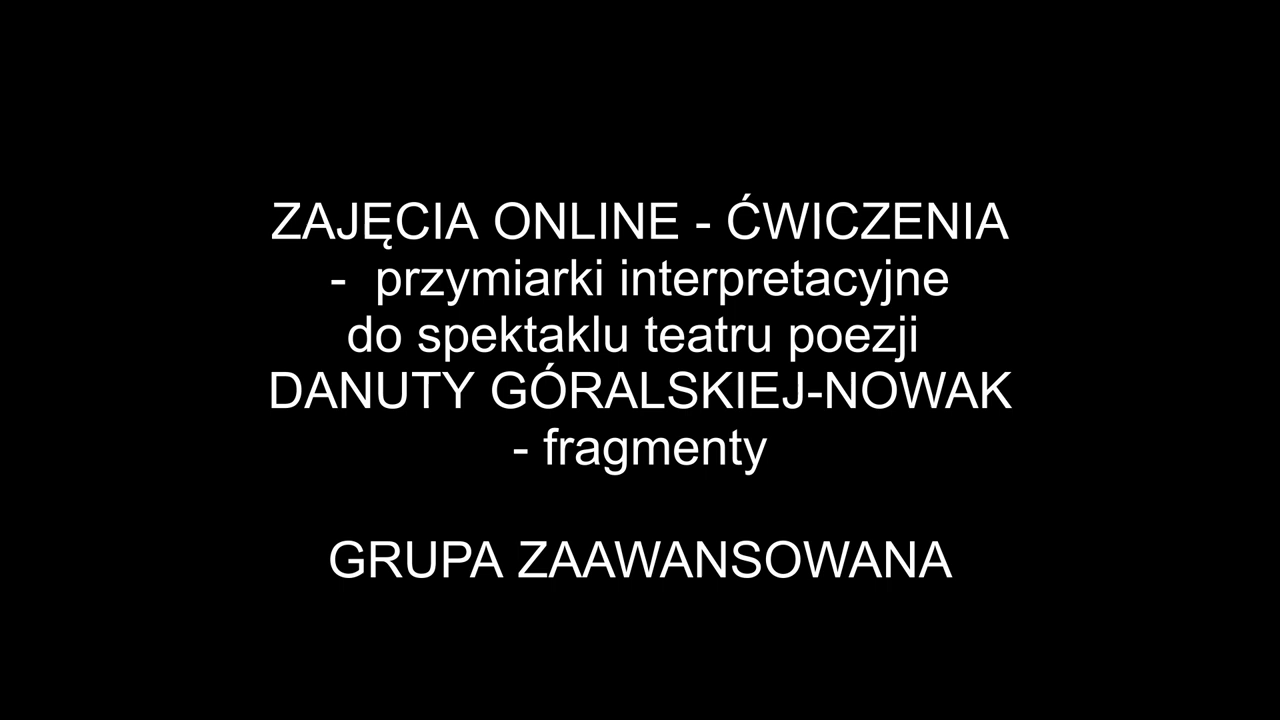 ZAJĘCIA ONLINE - ĆWICZENIA
- przymiarki interpretacyjne
do spektaklu teatru poezji
DANUTY GÓRALSKIEJ-NOWAK
- fragmenty
GRUPA ZAAWANSOWANA